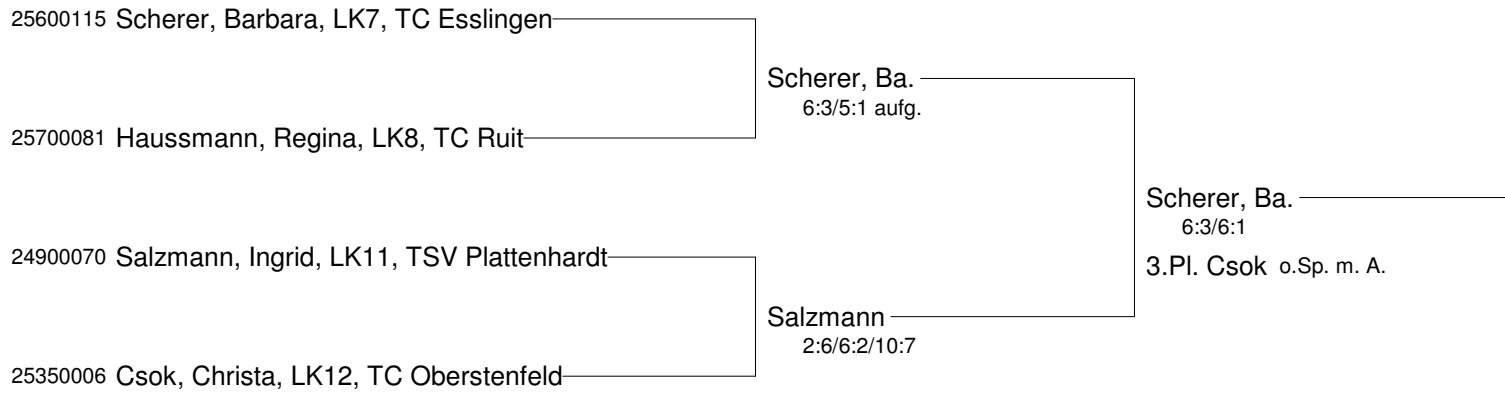 25600115 Scherer, Barbara, LK7, TC Esslingen
Scherer, Ba.
6:3/5:1 aufg.
25700081 Haussmann, Regina, LK8, TC Ruit
Scherer, Ba.
6:3/6:1
24900070 Salzmann, Ingrid, LK11, TSV Plattenhardt
3.Pl. Csok o.Sp. m. A.
Salzmann
2:6/6:2/10:7
25350006 Csok, Christa, LK12, TC Oberstenfeld